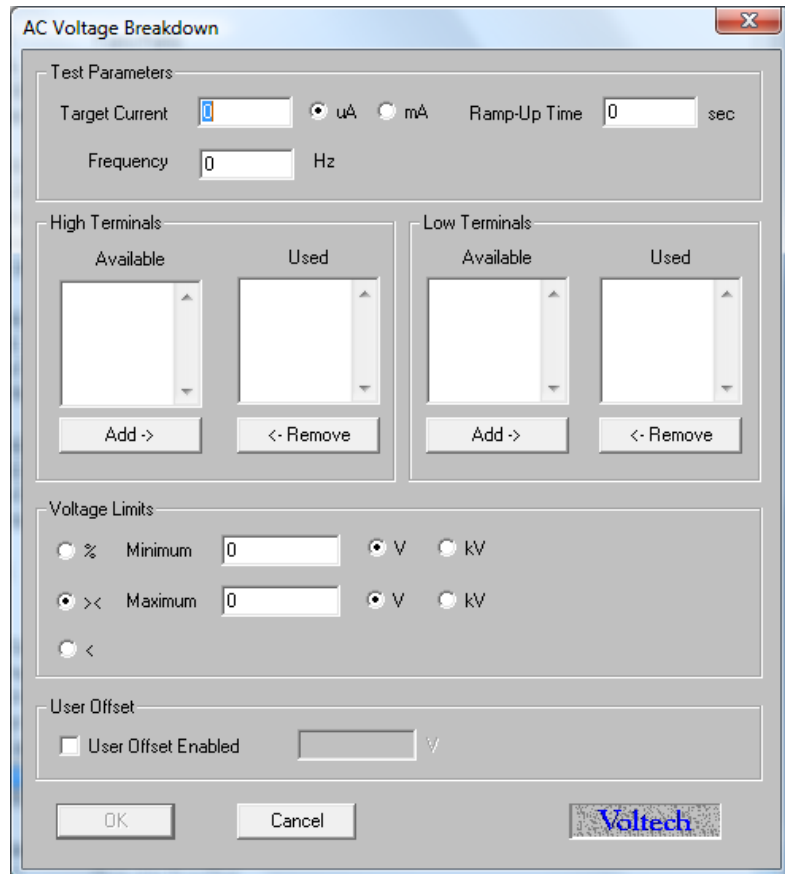 AC Voltage Breakdown
Test Parameters
Target Current 0 uA mA Ramp-Up Time 0 sec
Frequency 0 Hz
High Terminals
Available Used
Add -> <- Remove
Low Terminals
Available Used
Add -> <- Remove
Voltage Limits
% Minimum 0 V kV
>< Maximum 0 V kV
<
User Offset
User Offset Enabled V
OK Cancel Voltech